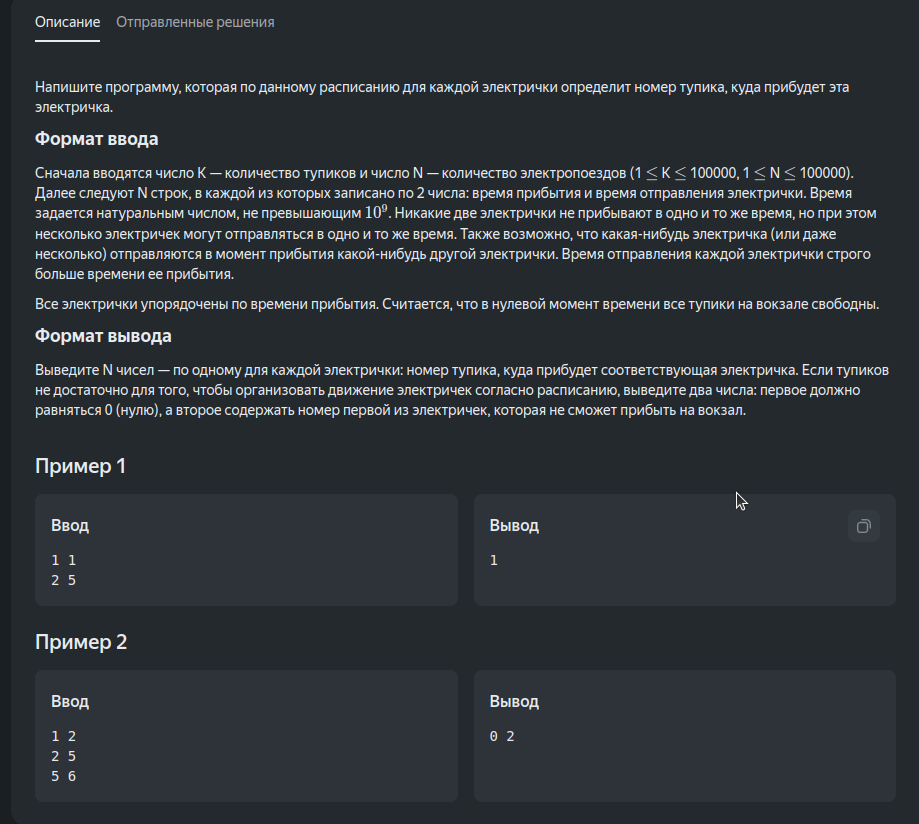 Описание Отправленные решения
Напишите программу, которая по данному расписанию для каждой электрички определит номер тупика, куда прибудет эта
электричка.
Формат ввода
Сначала вводятся число K — количество тупиков и число N — количество электропоездов (1 ≤ K ≤ 100000, 1 ≤ N ≤ 100000).
Далее следуют N строк, в каждой из которых записано по 2 числа: время прибытия и время отправления электрички. Время
задается натуральным числом, не превышающим 10⁹. Никакие две электрички не прибывают в одно и то же время, но при этом
несколько электричек могут отправляться в одно и то же время. Также возможно, что какая-нибудь электричка (или даже
несколько) отправляются в момент прибытия какой-нибудь другой электрички. Время отправления каждой электрички строго
больше времени ее прибытия.
Все электрички упорядочены по времени прибытия. Считается, что в нулевой момент времени все тупики на вокзале свободны.
Формат вывода
Выведите N чисел — по одному для каждой электрички: номер тупика, куда прибудет соответствующая электричка. Если тупиков
не достаточно для того, чтобы организовать движение электричек согласно расписанию, выведите два числа: первое должно
равняться 0 (нулю), а второе содержать номер первой из электричек, которая не сможет прибыть на вокзал.
Пример 1
Ввод
1 1
2 5
Вывод
1
Пример 2
Ввод
1 2
2 5
5 6
Вывод
0 2